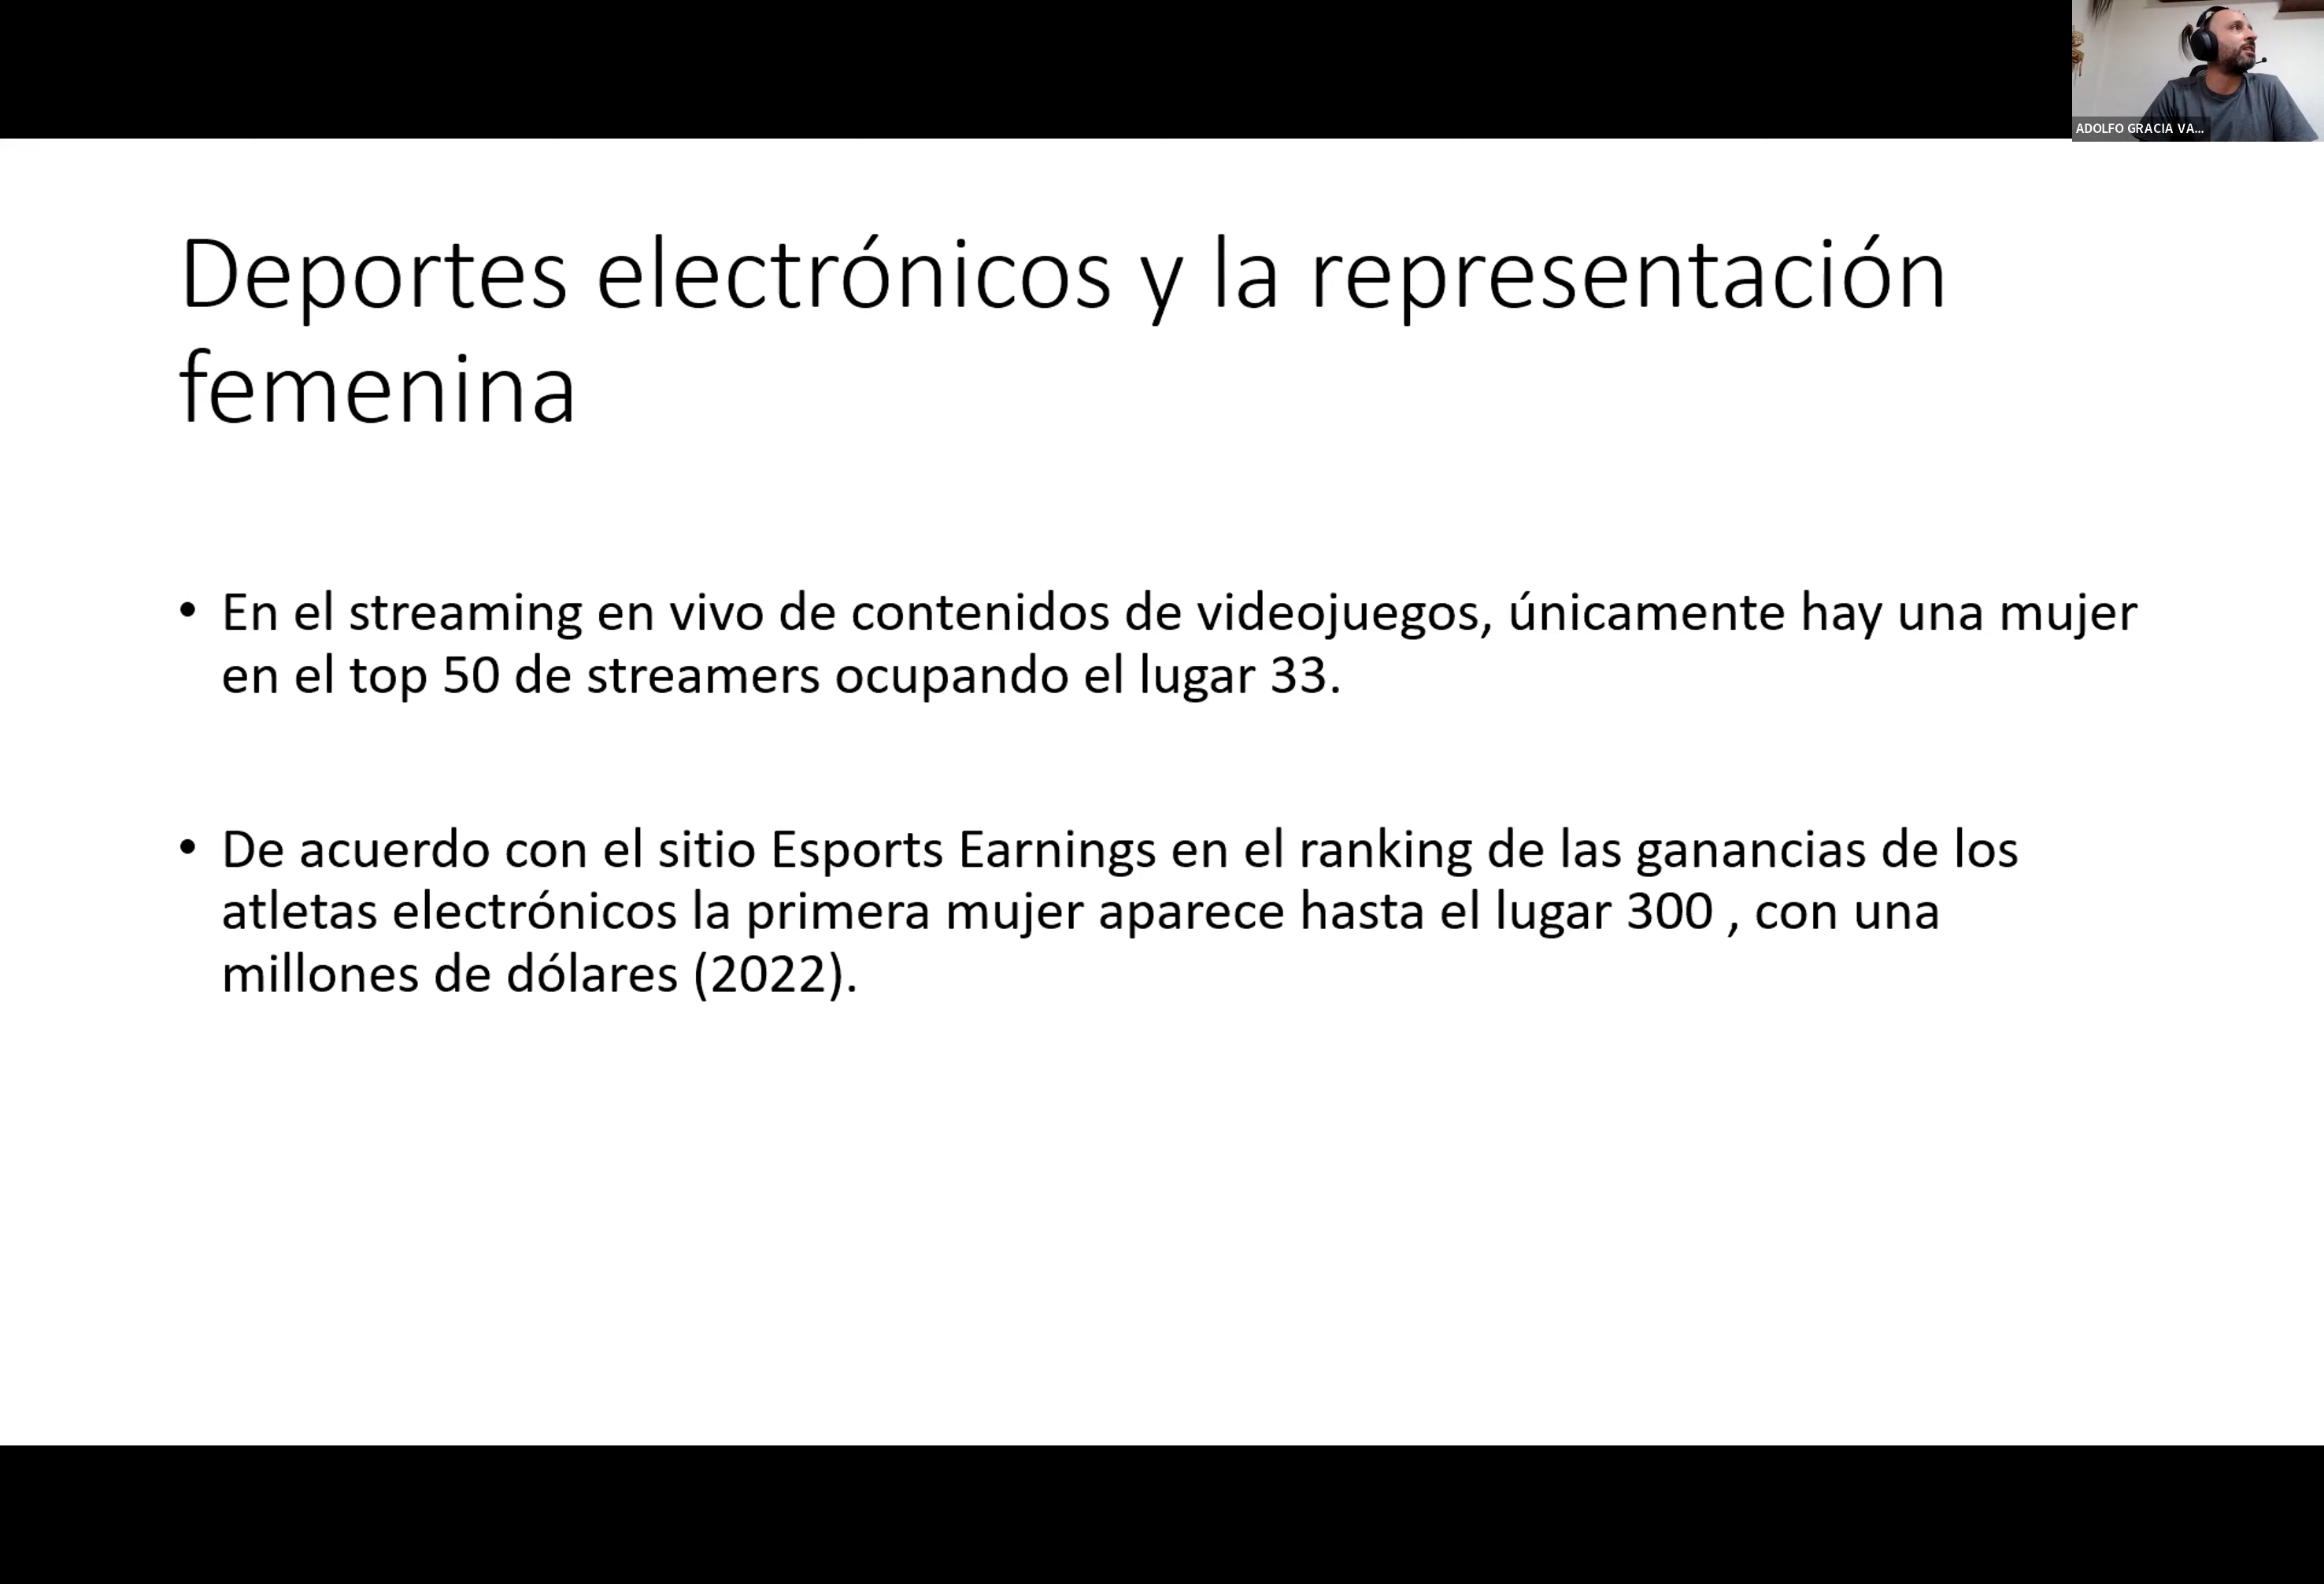 ADOLFO GRACIA VA...
Deportes electrónicos y la representación
femenina
• En el streaming en vivo de contenidos de videojuegos, únicamente hay una mujer
en el top 50 de streamers ocupando el lugar 33.
• De acuerdo con el sitio Esports Earnings en el ranking de las ganancias de los
atletas electrónicos la primera mujer aparece hasta el lugar 300 , con una
millones de dólares (2022).